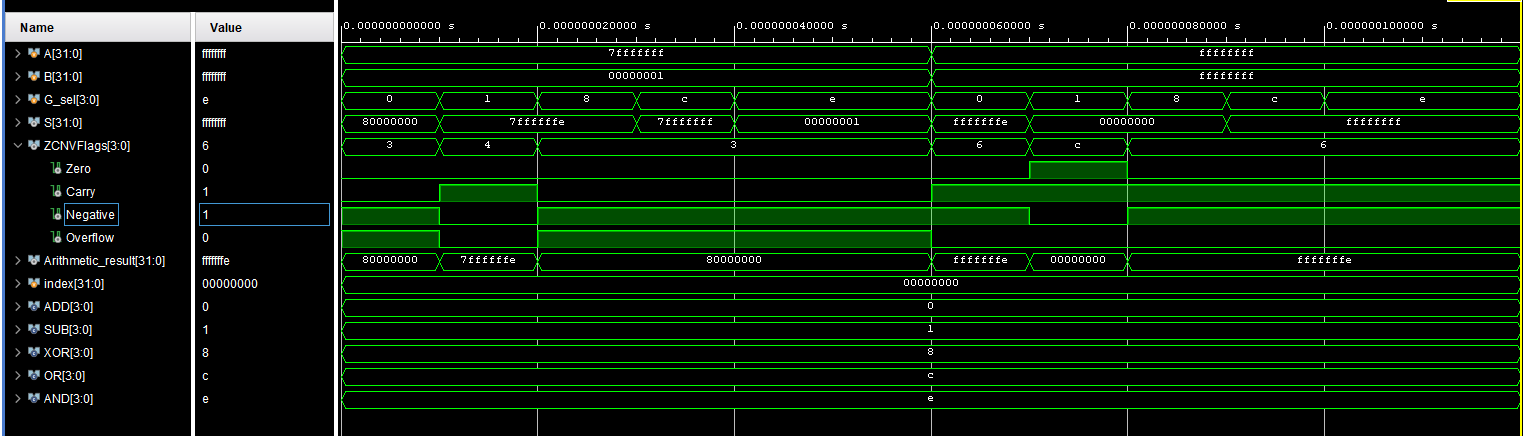 Name Value 0.000000000000 s 0.000000020000 s 0.000000040000 s 0.000000060000 s 0.000000080000 s 0.000000100000 s
A[31:0] ffffffff 7fffffff ffffffff
B[31:0] ffffffff 00000001 ffffffff
G_sel[3:0] e 0 1 8 c e 0 1 8 c e
S[31:0] ffffffff 80000000 7ffffffe 7fffffff 00000001 fffffffe 00000000 ffffffff
ZCNVFlags[3:0] 6 3 4 3 6 c 6
Zero 0
Carry 1
Negative 1
Overflow 0
Arithmetic_result[31:0] fffffffe 80000000 7ffffffe 80000000 fffffffe 00000000 fffffffe
index[31:0] 00000000 00000000
ADD[3:0] 0 0
SUB[3:0] 1 1
XOR[3:0] 8 8
OR[3:0] c c
AND[3:0] e e